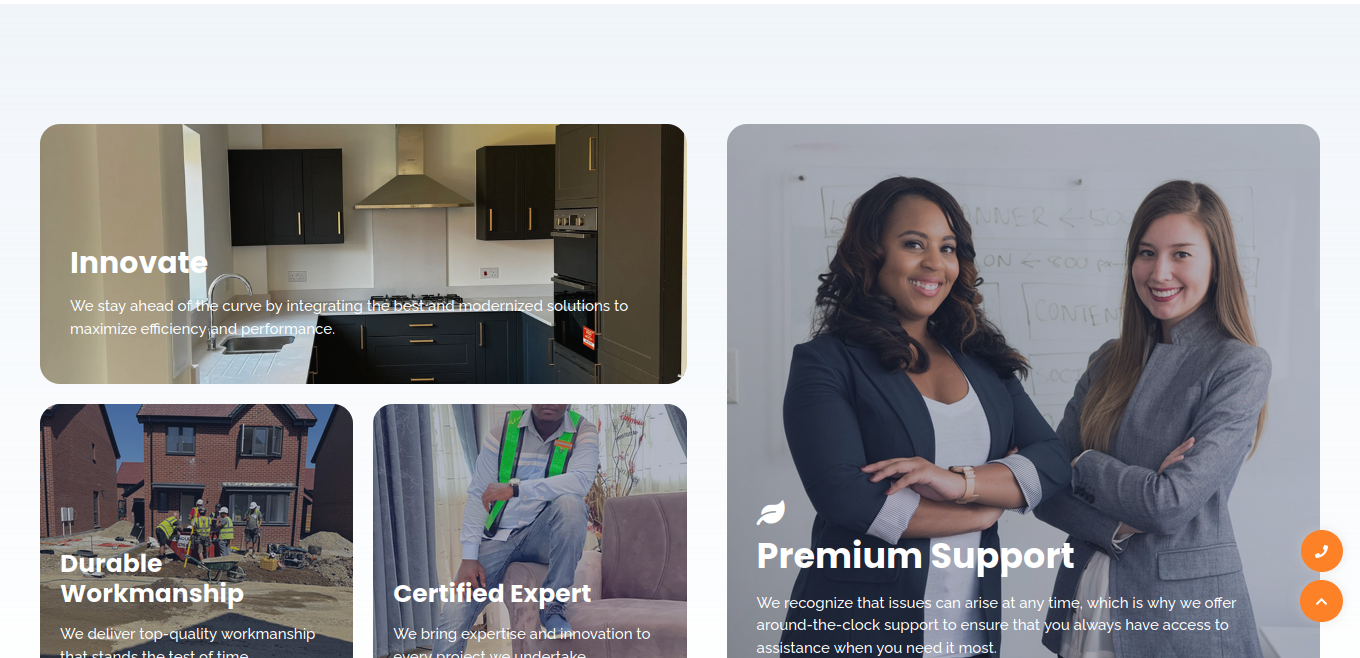 Innovate
We stay ahead of the curve by integrating the best and modernized solutions to
maximize efficiency and performance.
Durable
Workmanship
We deliver top-quality workmanship
that stands the test of time
Certified Expert
We bring expertise and innovation to
every project we undertake
Premium Support
We recognize that issues can arise at any time, which is why we offer
around-the-clock support to ensure that you always have access to
assistance when you need it most.